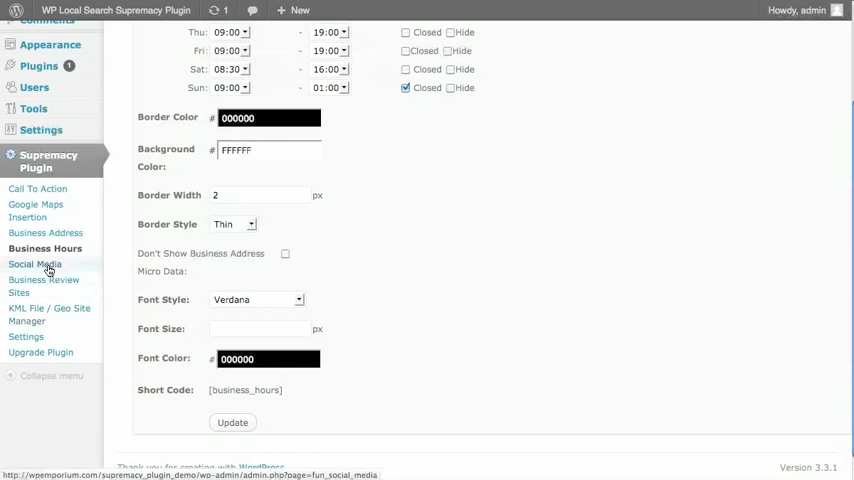 WP Local Search Supremacy Plugin 1 + New Howdy, admin
Comments
Appearance
Plugins 1
Users
Tools
Settings
Supremacy
Plugin
Call To Action
Google Maps
Insertion
Business Address
Business Hours
Social Media
Business Review
Sites
KML File / Geo Site
Manager
Settings
Upgrade Plugin
Collapse menu
Thu: 09:00 - 19:00 Closed Hide
Fri: 09:00 - 19:00 Closed Hide
Sat: 08:30 - 16:00 Closed Hide
Sun: 09:00 - 01:00 Closed Hide
Border Color # 000000
Background # FFFFFF
Color:
Border Width 2 px
Border Style Thin
Don't Show Business Address
Micro Data:
Font Style: Verdana
Font Size: px
Font Color: # 000000
Short Code: [business_hours]
Update
Thank you for creating with WordPress. Version 3.3.1
http://wpemporium.com/supremacy_plugin_demo/wp-admin/admin.php?page=fun_social_media